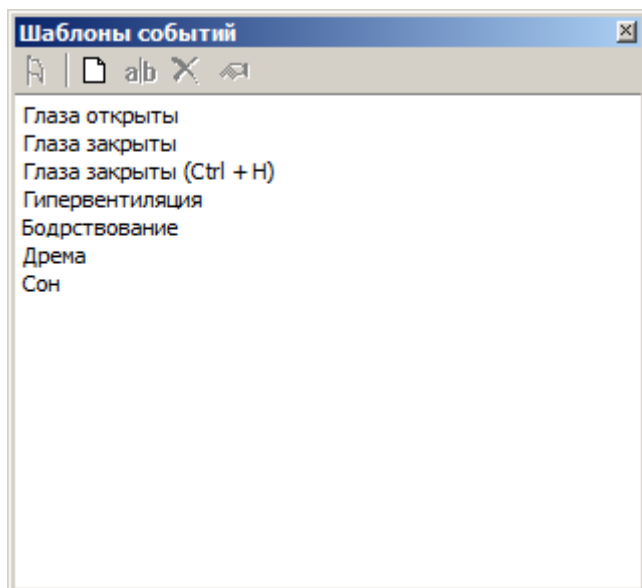 Шаблоны событий
a|b
Глаза открыты
Глаза закрыты
Глаза закрыты (Ctrl + H)
Гипервентиляция
Бодрствование
Дрема
Сон